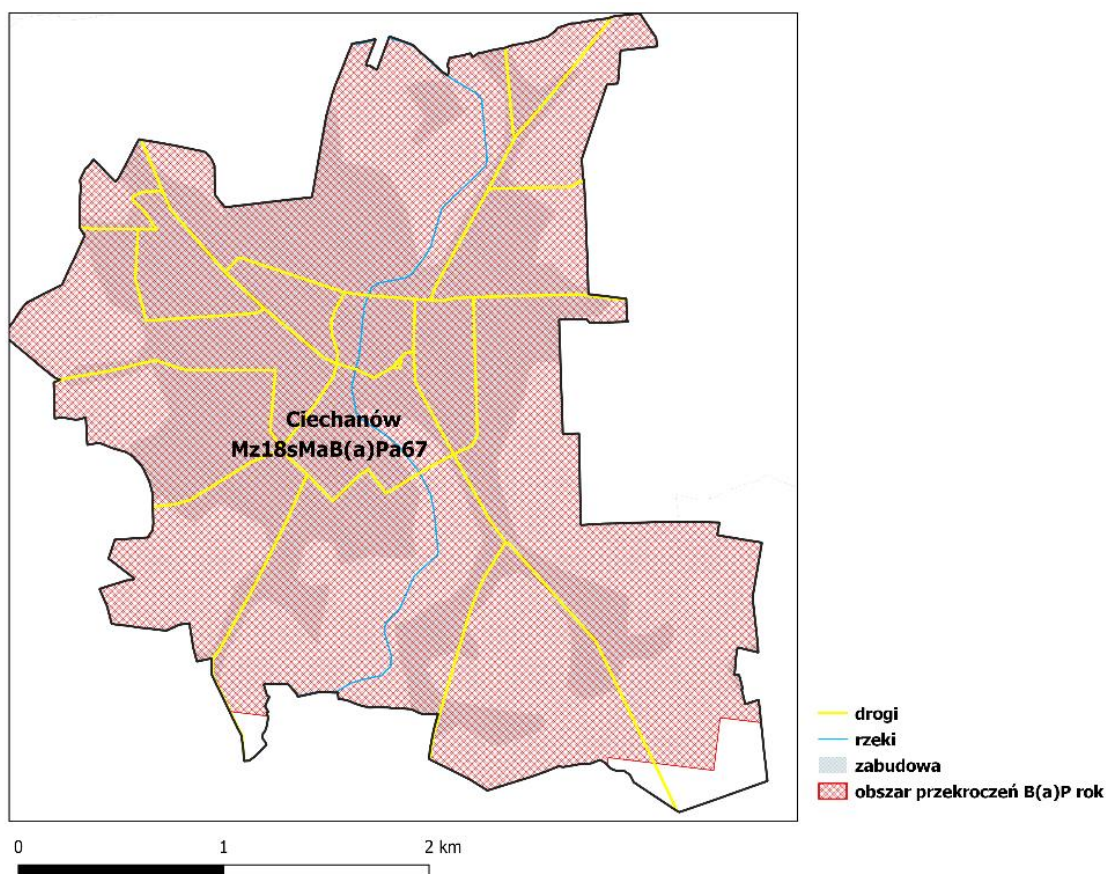 Ciechanów
Mz18sMaB(a)Pa67
drogi
rzeki
zabudowa
obszar przekroczeń B(a)P rok
0 1 2 km